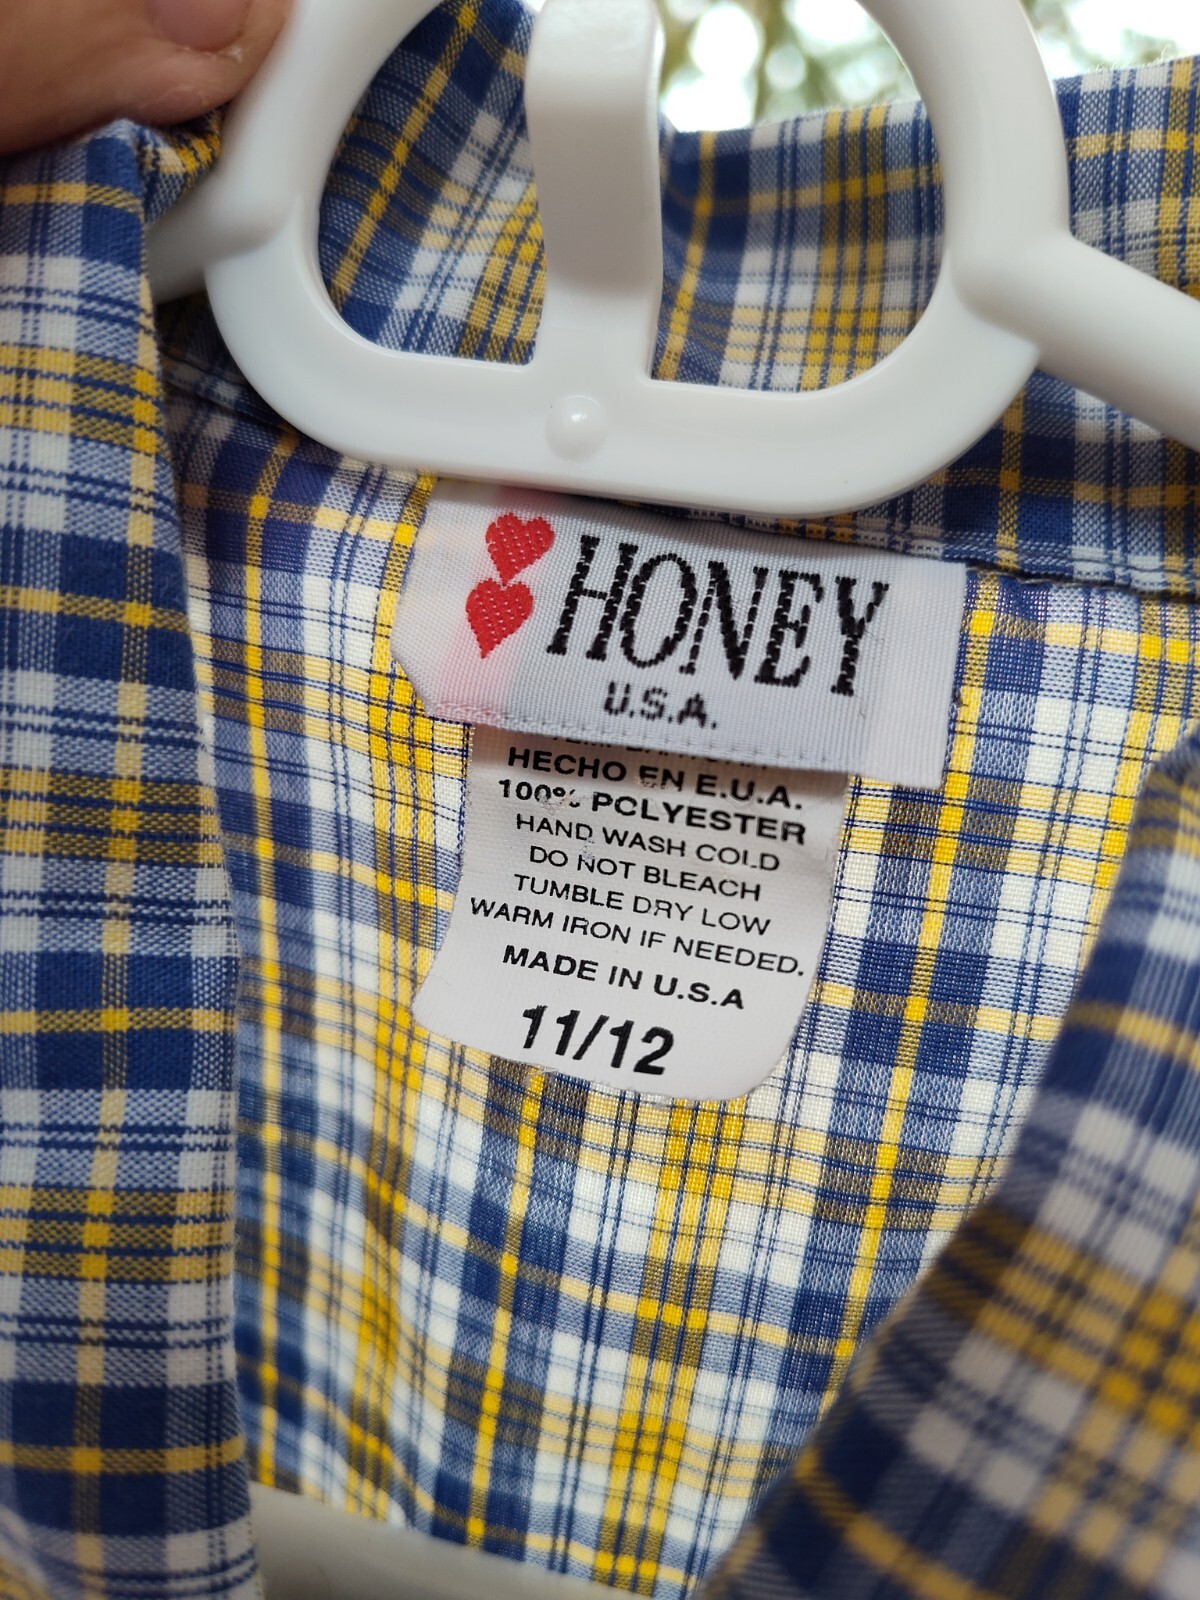 HONEY
U.S.A.
HECHO EN E.U.A.
100% POLYESTER
HAND WASH COLD
DO NOT BLEACH
TUMBLE DRY LOW
WARM IRON IF NEEDED.
MADE IN U.S.A
11/12